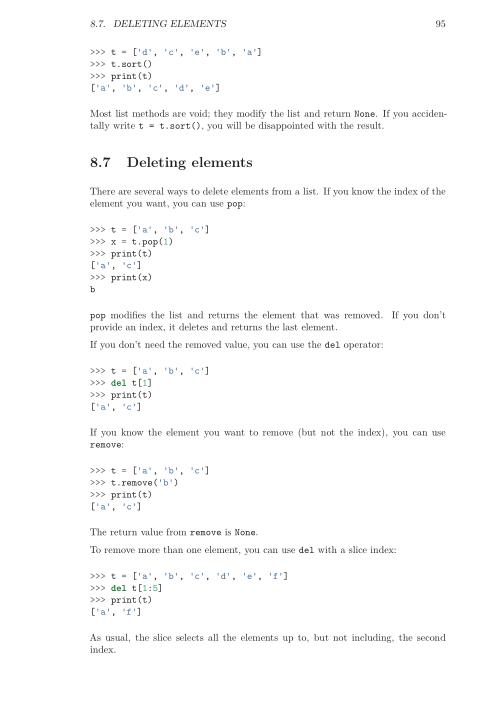 8.7. DELETING ELEMENTS 95
>>> t = ['d', 'c', 'e', 'b', 'a']
>>> t.sort()
>>> print(t)
['a', 'b', 'c', 'd', 'e']
Most list methods are void; they modify the list and return None. If you acciden-
tally write t = t.sort(), you will be disappointed with the result.
8.7 Deleting elements
There are several ways to delete elements from a list. If you know the index of the
element you want, you can use pop:
>>> t = ['a', 'b', 'c']
>>> x = t.pop(1)
>>> print(t)
['a', 'c']
>>> print(x)
b
pop modifies the list and returns the element that was removed. If you don't
provide an index, it deletes and returns the last element.
If you don't need the removed value, you can use the del operator:
>>> t = ['a', 'b', 'c']
>>> del t[1]
>>> print(t)
['a', 'c']
If you know the element you want to remove (but not the index), you can use
remove:
>>> t = ['a', 'b', 'c']
>>> t.remove('b')
>>> print(t)
['a', 'c']
The return value from remove is None.
To remove more than one element, you can use del with a slice index:
>>> t = ['a', 'b', 'c', 'd', 'e', 'f']
>>> del t[1:5]
>>> print(t)
['a', 'f']
As usual, the slice selects all the elements up to, but not including, the second
index.